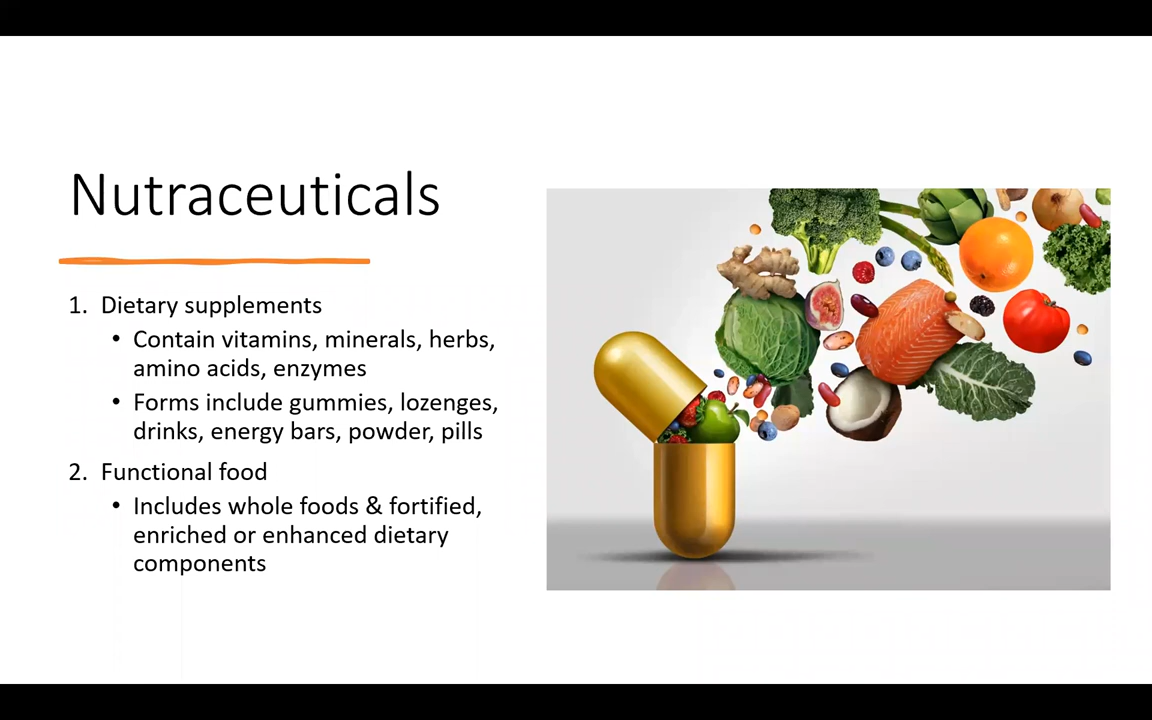 Nutraceuticals
1. Dietary supplements
• Contain vitamins, minerals, herbs,
amino acids, enzymes
• Forms include gummies, lozenges,
drinks, energy bars, powder, pills
2. Functional food
• Includes whole foods & fortified,
enriched or enhanced dietary
components